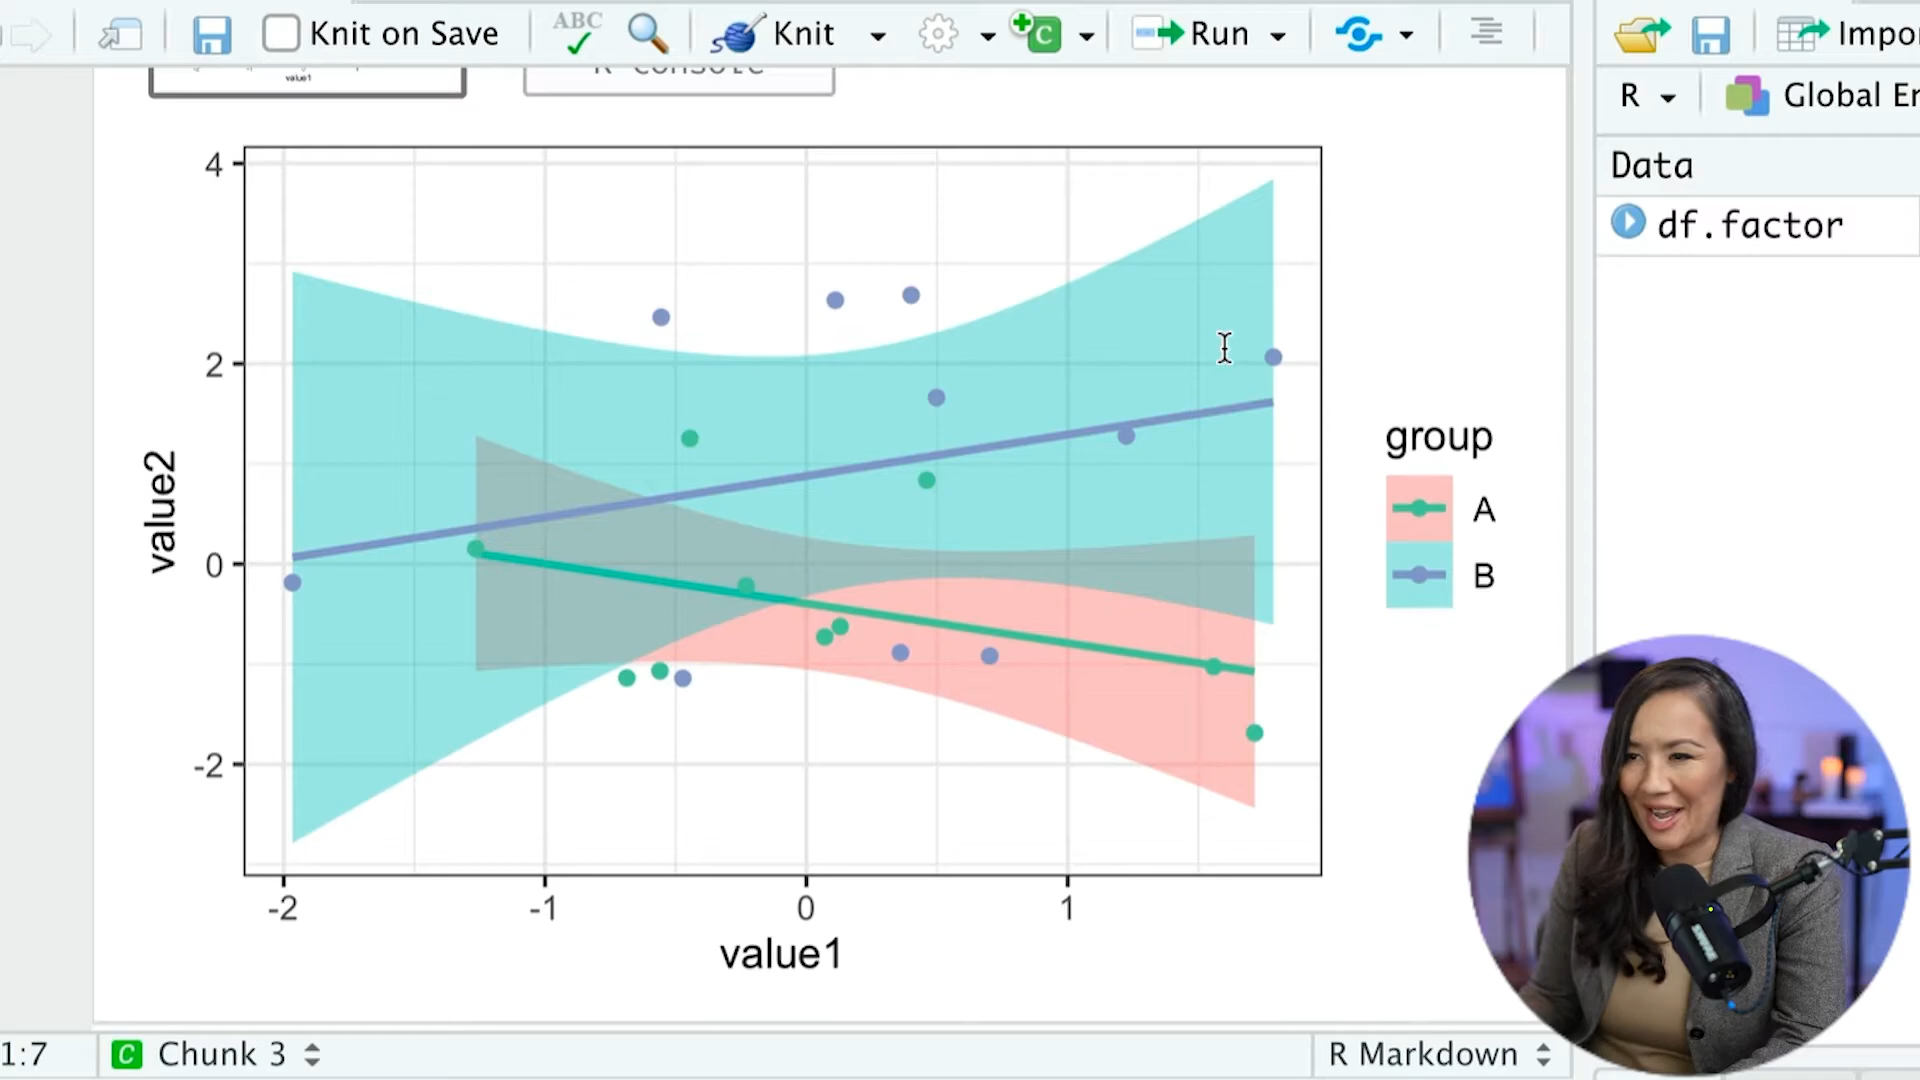 Knit on Save
ABC
Knit
C
Run
Impo
value1
R Console
R
Global En
Data
df.factor
4
2
0
-2
value2
-2
-1
0
1
value1
group
A
B
1:7
C
Chunk 3
R Markdown